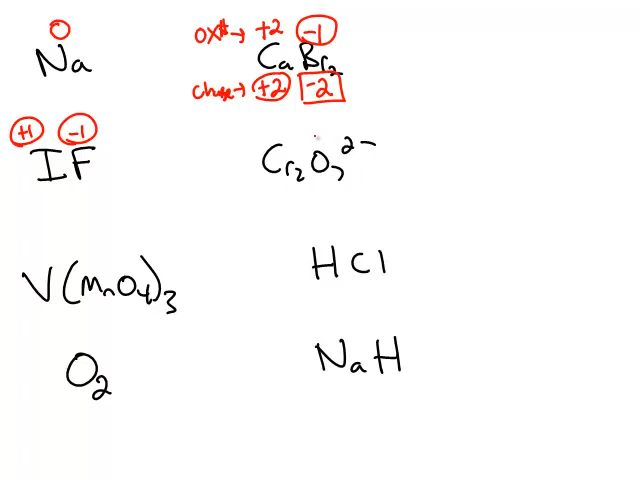 0
Na
ox# → +2 -1
CaBr2
charge → +2 -2
+1 -1
IF
Cr2O7 2-
V(MnO4)3
HCl
O2
NaH